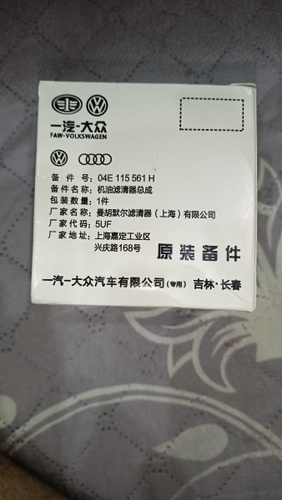 一汽-大众
FAW-VOLKSWAGEN
备 件 号: 04E 115 561 H
备件名称: 机油滤清器总成
包装数量: 1件
厂家名称: 曼胡默尔滤清器（上海）有限公司
厂家代码: 5UF
厂家地址: 上海嘉定工业区
兴庆路168号
原装备件
一汽-大众汽车有限公司(专用) 吉林·长春